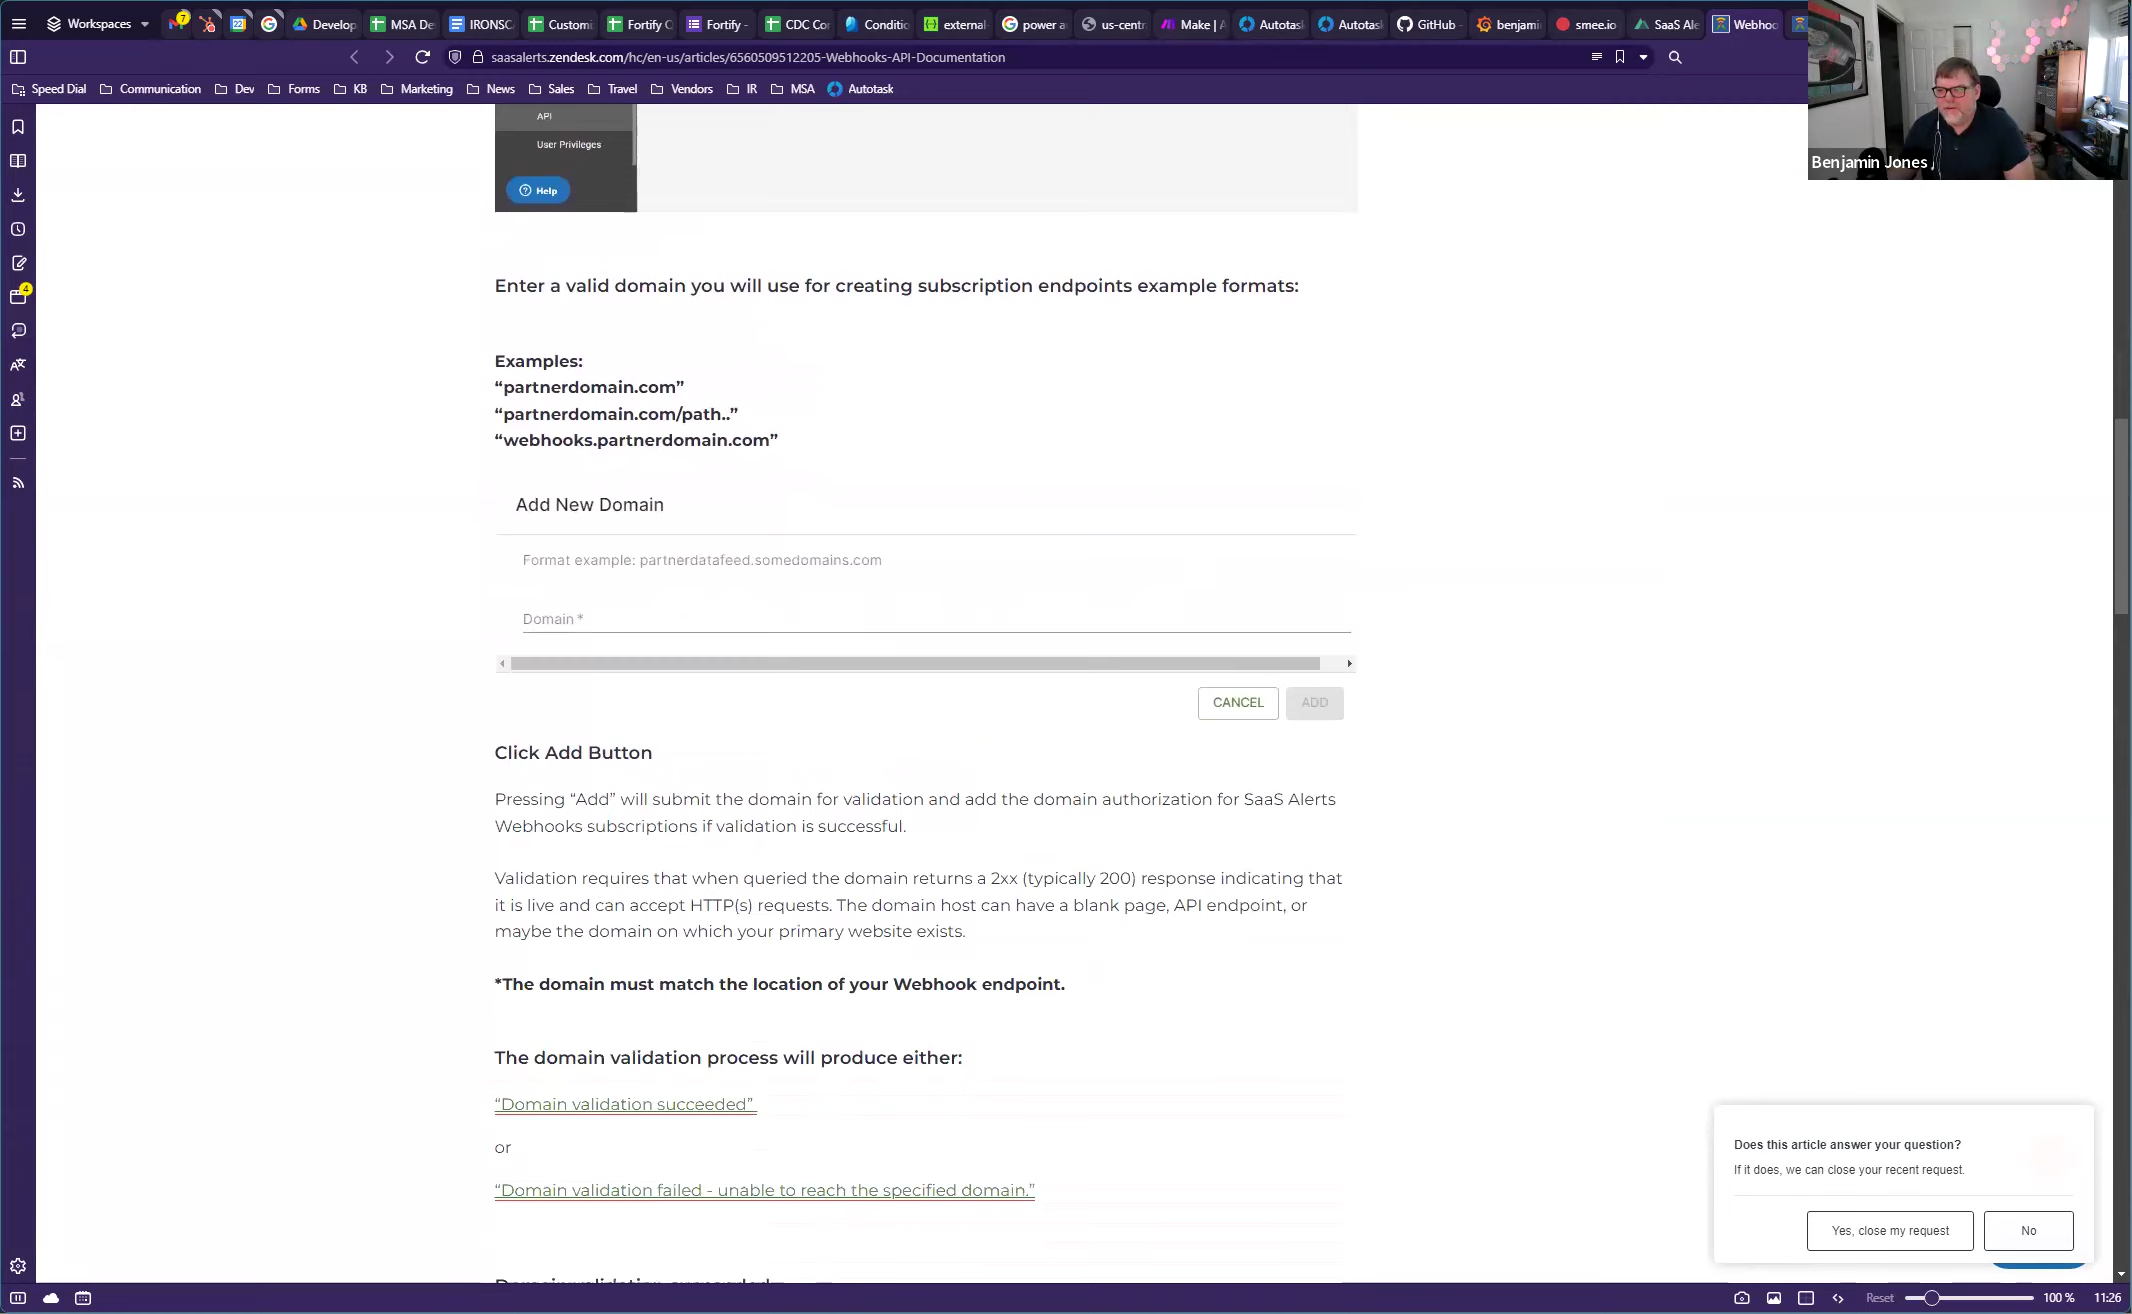 Workspaces
7
22
Develop
MSA De
IRONSC
Customi
Fortify C
Fortify -
CDC Co
Conditio
external-
power a
us-centr
Make | A
Autotask
Autotask
GitHub -
benjami
smee.io
SaaS Ale
Webhoo
saasalerts.zendesk.com/hc/en-us/articles/6560509512205-Webhooks-API-Documentation
Speed Dial
Communication
Dev
Forms
KB
Marketing
News
Sales
Travel
Vendors
IR
MSA
Autotask
Benjamin Jones
4
API
User Privileges
Help
Enter a valid domain you will use for creating subscription endpoints example formats:
Examples:
“partnerdomain.com”
“partnerdomain.com/path..”
“webhooks.partnerdomain.com”
Add New Domain
Format example: partnerdatafeed.somedomains.com
Domain *
CANCEL
ADD
Click Add Button
Pressing “Add” will submit the domain for validation and add the domain authorization for SaaS Alerts
Webhooks subscriptions if validation is successful.
Validation requires that when queried the domain returns a 2xx (typically 200) response indicating that
it is live and can accept HTTP(s) requests. The domain host can have a blank page, API endpoint, or
maybe the domain on which your primary website exists.
*The domain must match the location of your Webhook endpoint.
The domain validation process will produce either:
“Domain validation succeeded”
or
“Domain validation failed - unable to reach the specified domain.”
Does this article answer your question?
If it does, we can close your recent request.
Yes, close my request
No
Reset
100 %
11:26